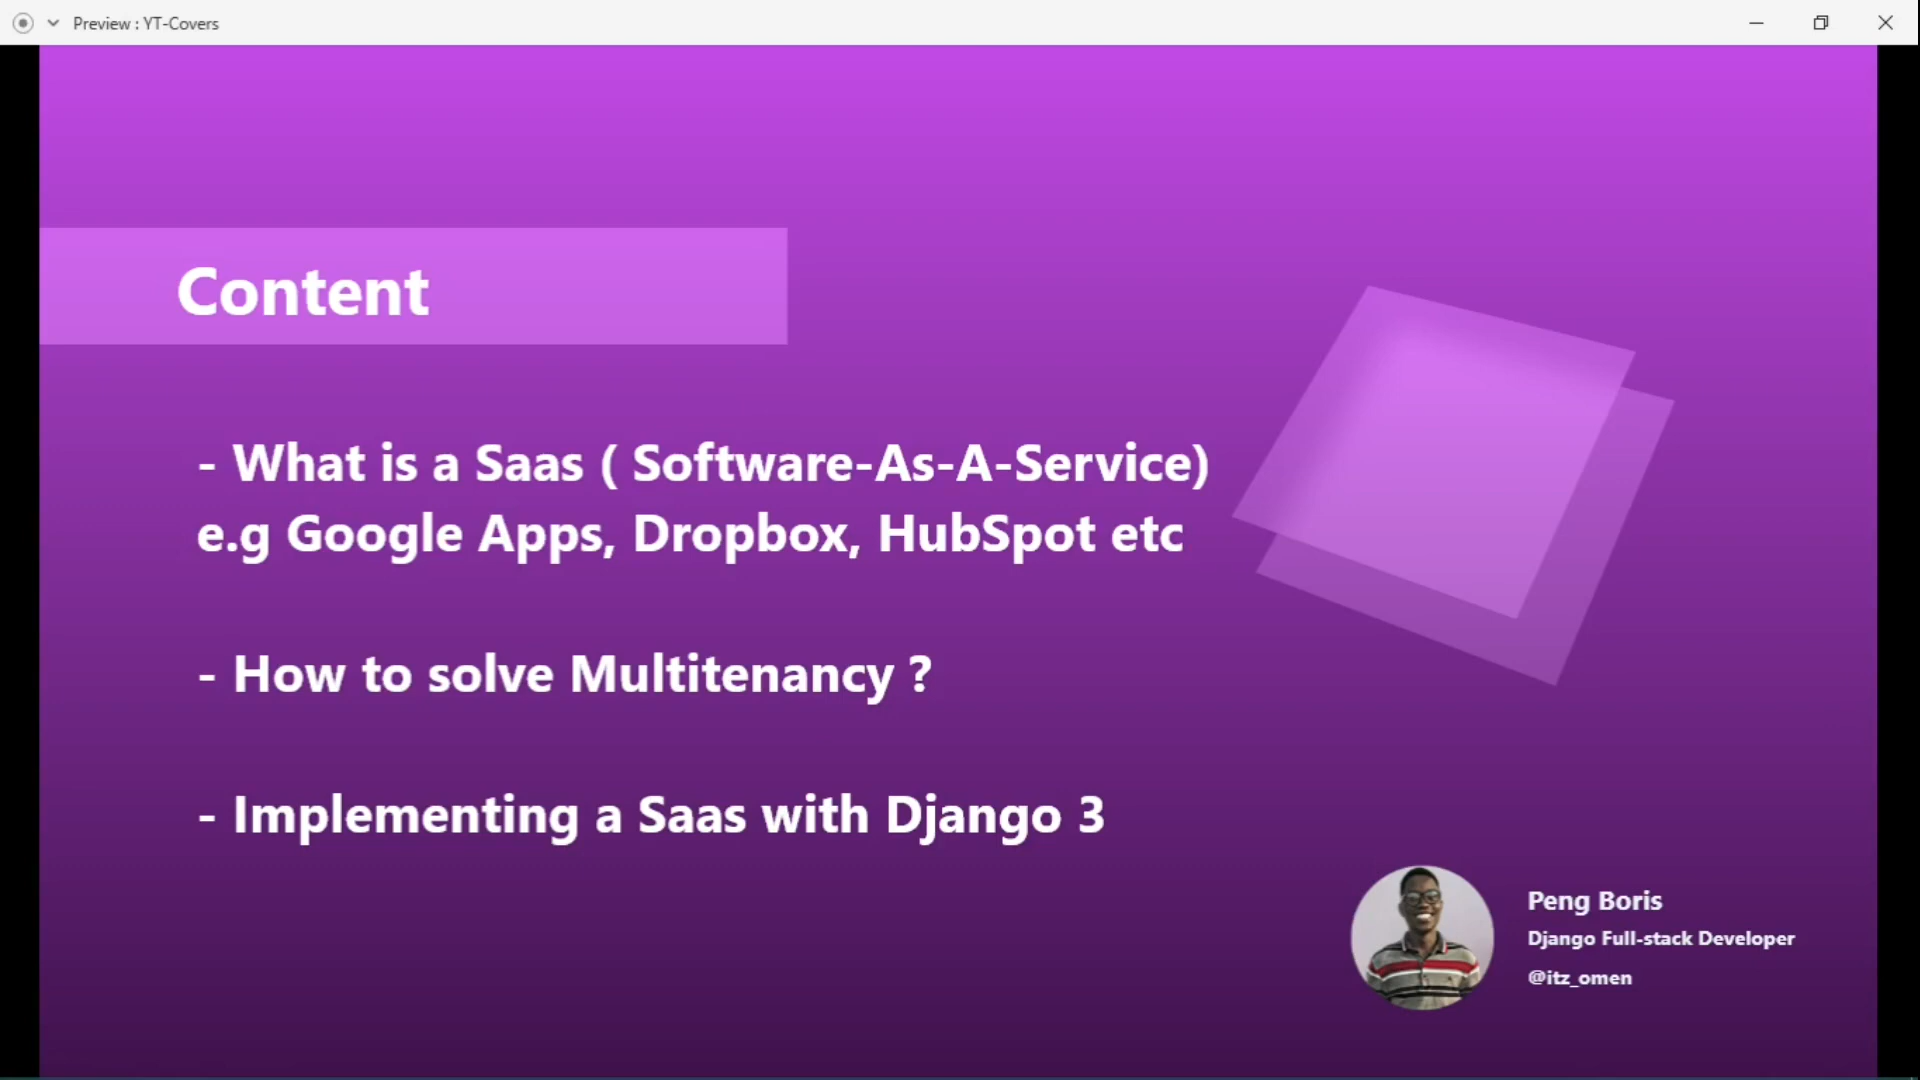 Preview : YT-Covers
Content
- What is a Saas ( Software-As-A-Service)
e.g Google Apps, Dropbox, HubSpot etc
- How to solve Multitenancy ?
- Implementing a Saas with Django 3
Peng Boris
Django Full-stack Developer
@itz_omen